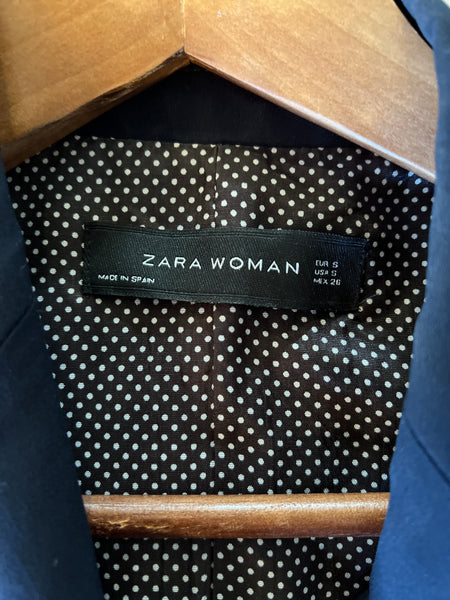 ZARA WOMAN
MADE IN SPAIN
EUR S
USA S
MEX 26